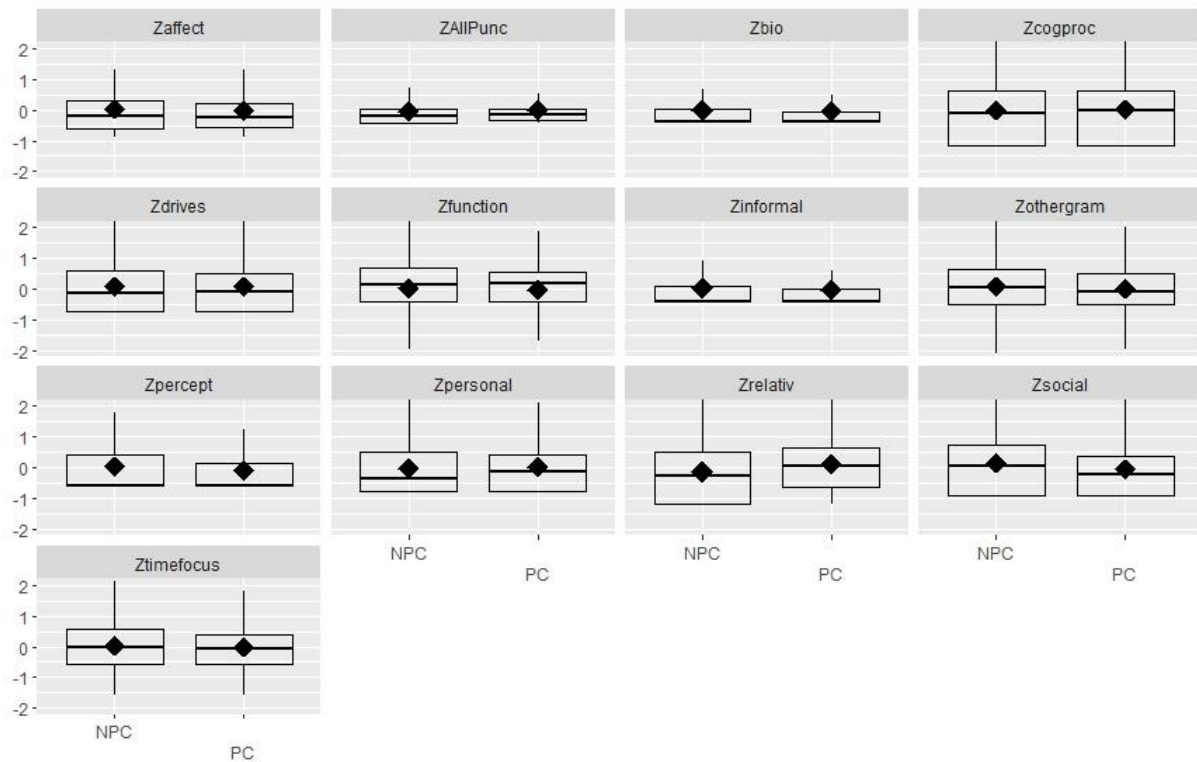 Zaffect ZAllPunc Zbio Zcogproc
2
1
0
-1
-2
Zdrives Zfunction Zinformal Zothergram
2
1
0
-1
-2
Zpercept Zpersonal Zrelativ Zsocial
2
1
0
-1
-2
NPC NPC NPC
PC PC PC
Ztimefocus
2
1
0
-1
-2
NPC
PC